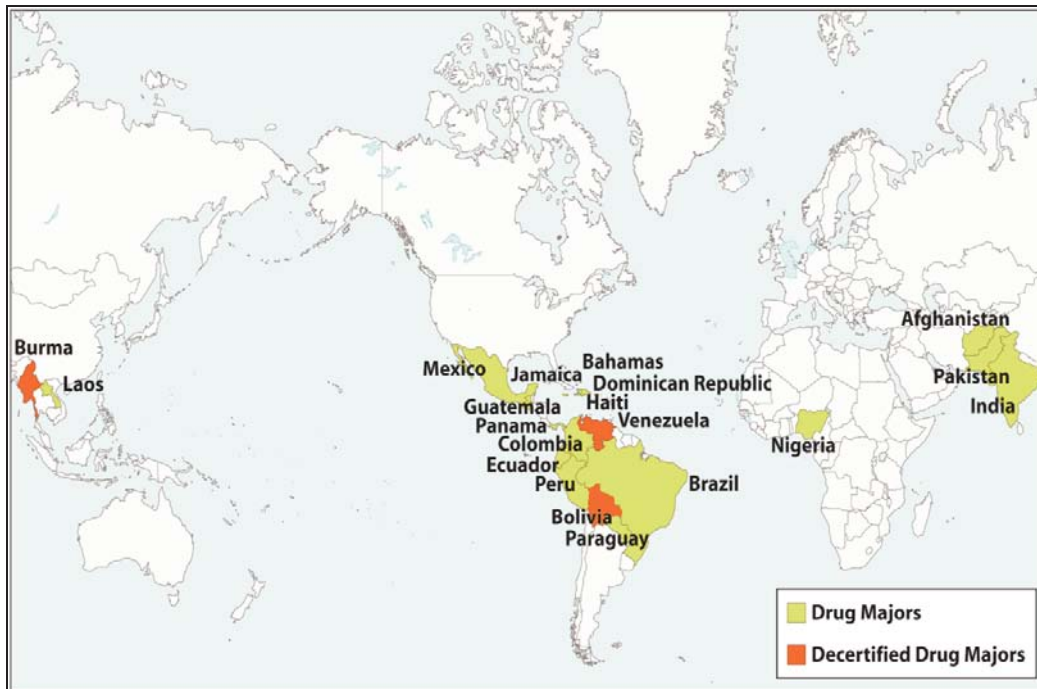 Burma
Laos
Mexico
Jamaica
Bahamas
Dominican Republic
Haiti
Guatemala
Panama
Venezuela
Colombia
Ecuador
Peru
Brazil
Bolivia
Paraguay
Afghanistan
Pakistan
India
Nigeria
Drug Majors
Decertified Drug Majors